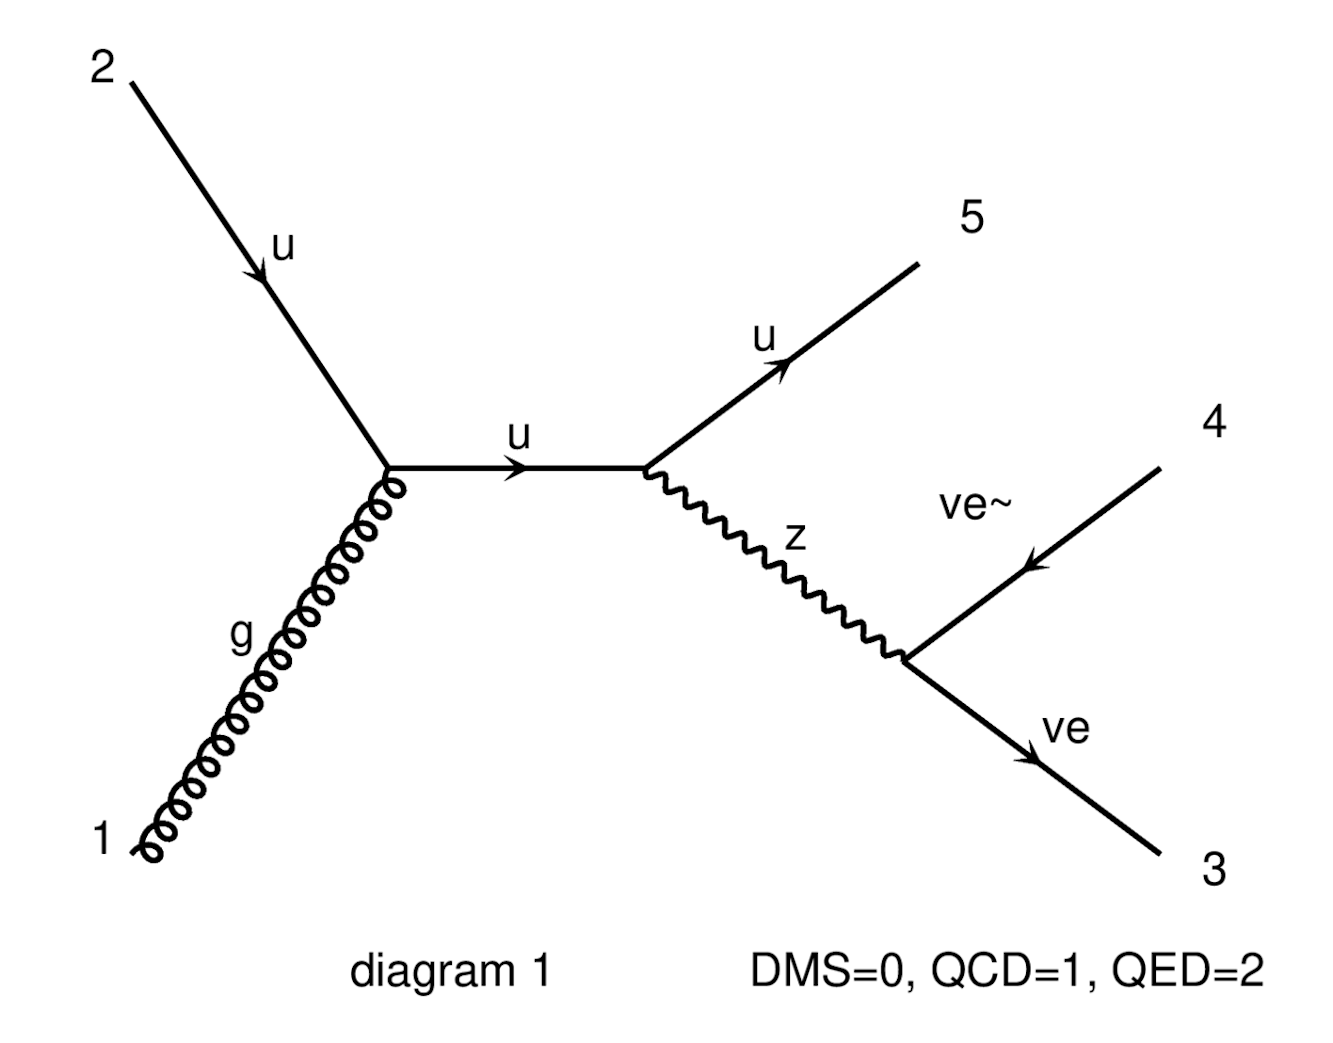 2
5
u
u
u
4
ve~
z
g
ve
1
3
diagram 1
DMS=0, QCD=1, QED=2